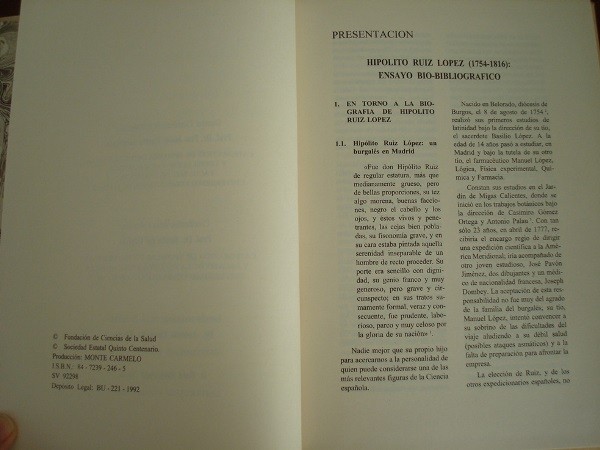 © Fundación de Ciencias de la Salud
© Sociedad Estatal Quinto Centenario.
Producción: MONTE CARMELO
I.S.B.N.: 84 - 7239 - 246 - 5
SV 92298
Deposito Legal: BU - 221 - 1992
PRESENTACION
HIPOLITO RUIZ LOPEZ (1754-1816):
ENSAYO BIO-BIBLIOGRAFICO
1. EN TORNO A LA BIO-
GRAFIA DE HIPOLITO
RUIZ LOPEZ
1.1. Hipólito Ruiz López: un
burgalés en Madrid
«Fue don Hipólito Ruiz
de regular estatura, más que
medianamente grueso, pero
de bellas proporciones, su tez
algo morena, buenas faccio-
nes, negro el cabello y los
ojos, y estos vivos y pene-
trantes, las cejas bien pobla-
das, su fisonomía grave, y en
su cara estaba pintada aquella
serenidad inseparable de un
hombre de recto proceder. Su
porte era sencillo con digni-
dad, su genio franco y muy
generoso, pero grave y cir-
cunspecto; en sus tratos su-
mamente formal, veraz y con-
secuente, fue prudente, labo-
rioso, parco y muy celoso por
la gloria de su nación»¹.
Nadie mejor que su propio hijo
para acercarnos a la personalidad de
quien puede considerarse una de las
más relevantes figuras de la Ciencia
española.
Nacido en Belorado, diócesis de
Burgos, el 8 de agosto de 1754
realizó sus primeros estudios de
latinidad bajo la dirección de su tío,
el sacerdote Basilio López. A la
edad de 14 años pasó a estudiar, en
Madrid y bajo la tutela de su otro
tío, el farmacéutico Manuel López,
Lógica, Física experimental, Quí-
mica y Farmacia.
Consta sus estudios en el Jar-
dín de Migas Calientes, donde se
inició en los trabajos botánicos bajo
la dirección de Casimiro Gómez
Ortega y Antonio Palau. Con tan
sólo 23 años, en abril de 1777, re-
cibiría el encargo regio de dirigir
una expedición científica a la Amé-
rica Meridional; iría acompañado de
otro joven estudioso, José Pavón
Jiménez, dos dibujantes y un médi-
co de nacionalidad francesa, Joseph
Dombey. La aceptación de esta res-
ponsabilidad no fue muy del agrado
de la familia del burgalés, su tío,
Manuel López, intentó convencer a
su sobrino de las dificultades del
viaje aludiendo a su débil salud
(posibles ataques asmáticos) y a la
falta de preparación para afrontar la
empresa.
La elección de Ruiz, y de los
otros expedicionarios españoles, no